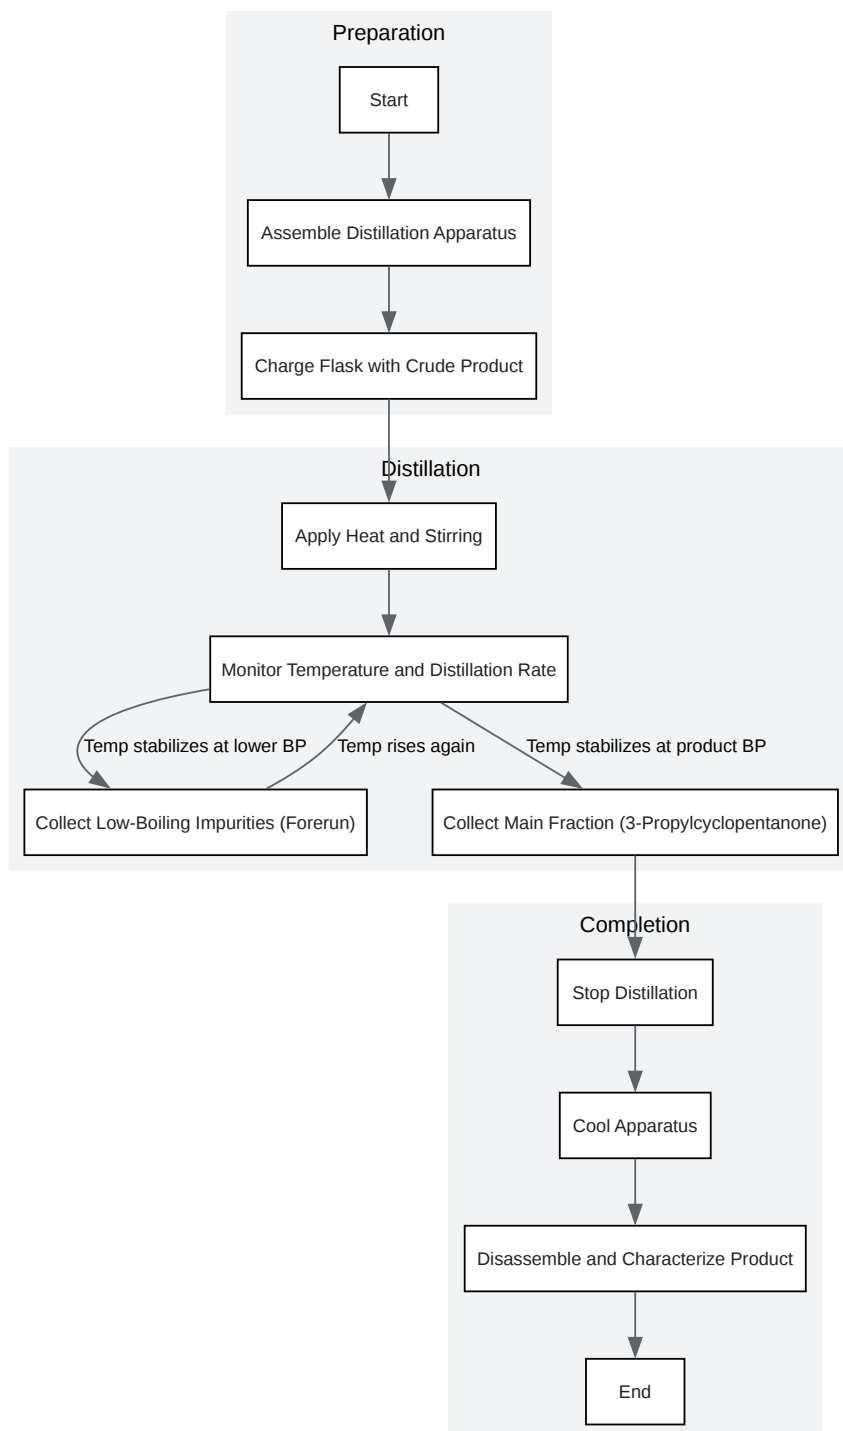 Preparation
Start
Assemble Distillation Apparatus
Charge Flask with Crude Product
Distillation
Apply Heat and Stirring
Monitor Temperature and Distillation Rate
Temp stabilizes at lower BP
Temp rises again
Temp stabilizes at product BP
Collect Low-Boiling Impurities (Forerun)
Collect Main Fraction (3-Propylcyclopentanone)
Completion
Stop Distillation
Cool Apparatus
Disassemble and Characterize Product
End